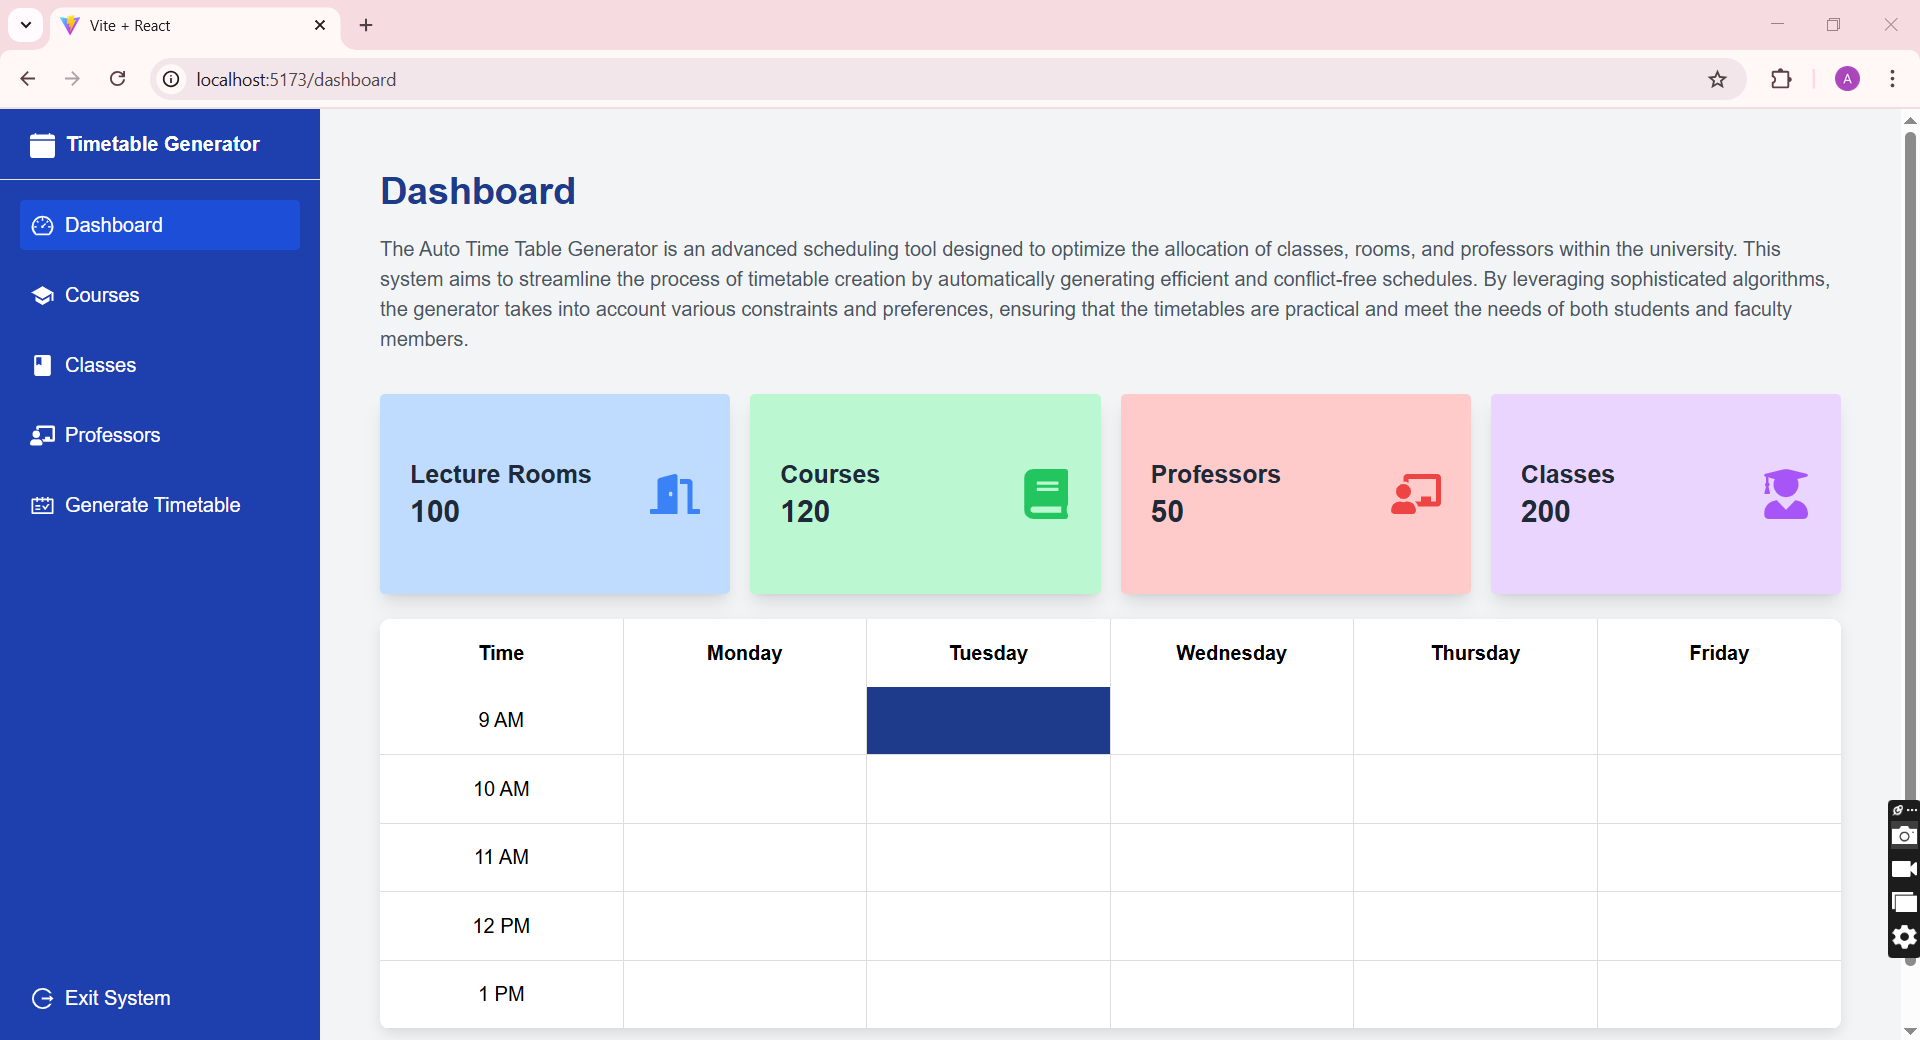 Vite + React
localhost:5173/dashboard
A
Timetable Generator
Dashboard
Courses
Classes
Professors
Generate Timetable
Exit System
Dashboard
The Auto Time Table Generator is an advanced scheduling tool designed to optimize the allocation of classes, rooms, and professors within the university. This
system aims to streamline the process of timetable creation by automatically generating efficient and conflict-free schedules. By leveraging sophisticated algorithms,
the generator takes into account various constraints and preferences, ensuring that the timetables are practical and meet the needs of both students and faculty
members.
Lecture Rooms
100
Courses
120
Professors
50
Classes
200
Time Monday Tuesday Wednesday Thursday Friday
9 AM
10 AM
11 AM
12 PM
1 PM